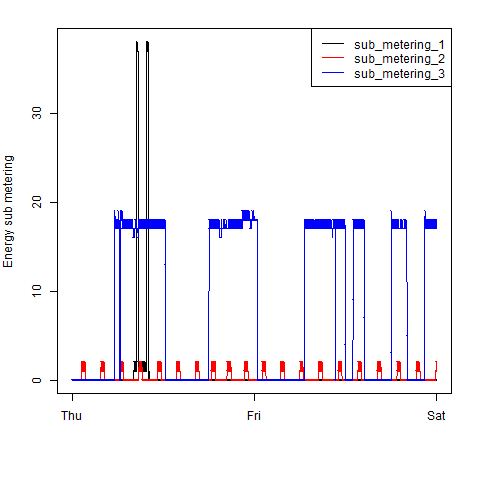 sub_metering_1
sub_metering_2
sub_metering_3
Energy sub metering
30
20
10
0
Thu Fri Sat